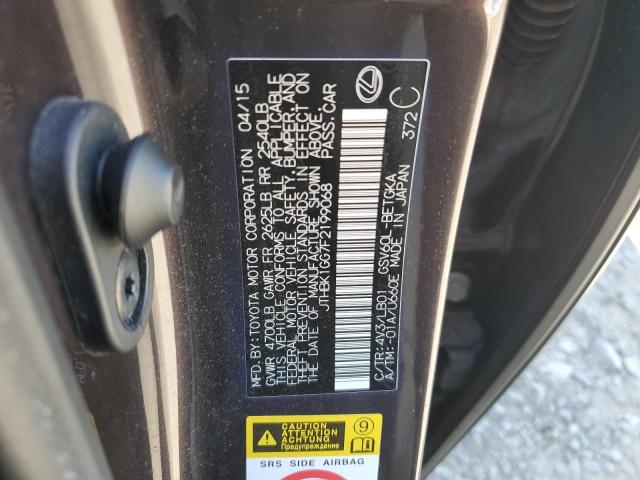 MFD.BY:TOYOTA MOTOR CORPORATION 04/15
GVWR 4700LB GAWR FR 2625LB RR 2540LB
THIS VEHICLE CONFORMS TO ALL APPLICABLE
FEDERAL MOTOR VEHICLE SAFETY, BUMPER, AND
THEFT PREVENTION STANDARDS IN EFFECT ON
THE DATE OF MANUFACTURE SHOWN ABOVE.
JTHBK1GG7F2199068 PASS.CAR
C/TR:4V3/LB01 GSV60L-BETGKA
A/TM:-01A/U660E MADE IN JAPAN 372 C
CAUTION
ATTENTION
ACHTUNG
Предупреждение
9
SRS SIDE AIRBAG